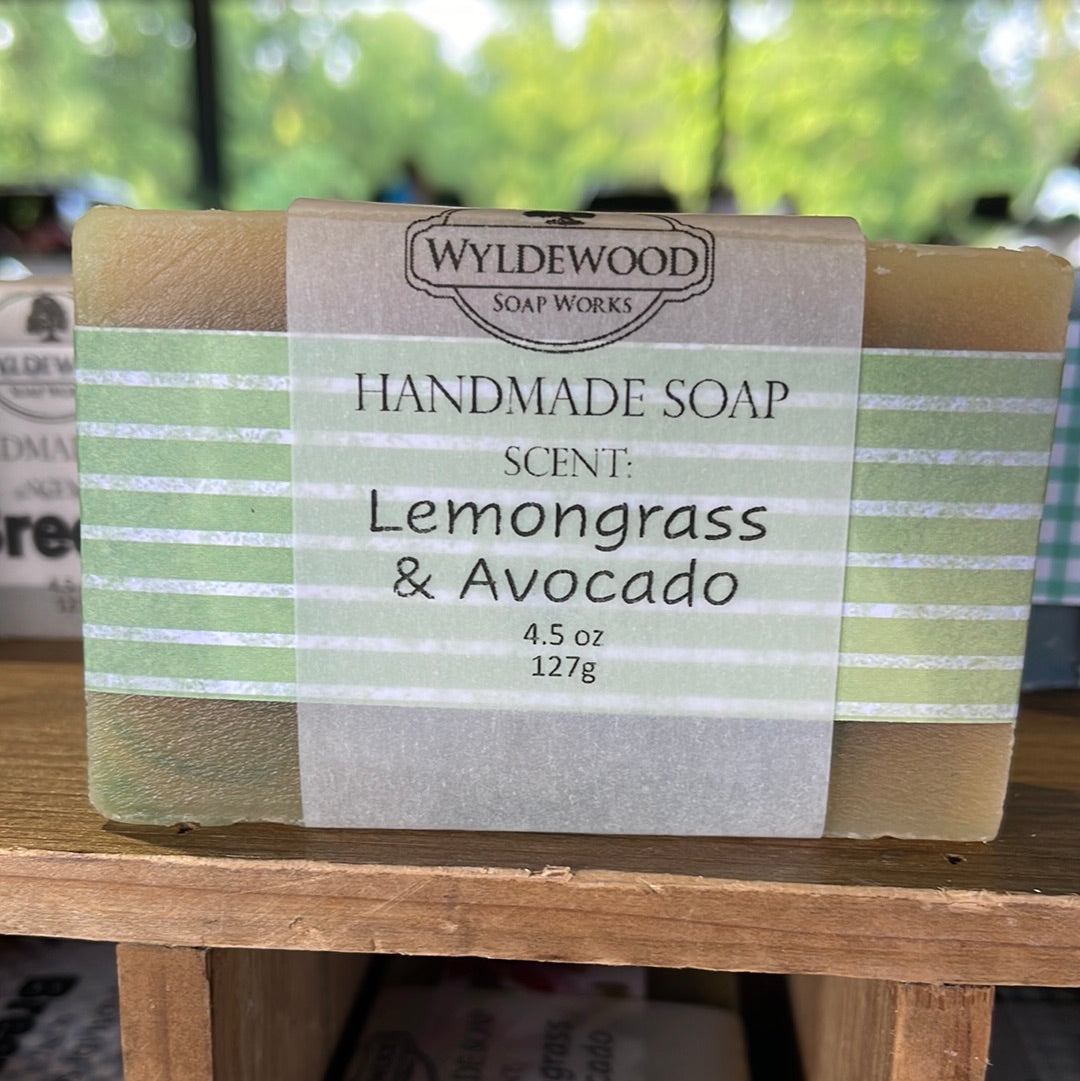 WYLDEWOOD
SOAP WORKS
HANDMADE SOAP
SCENT:
Lemongrass
& Avocado
4.5 oz
127g